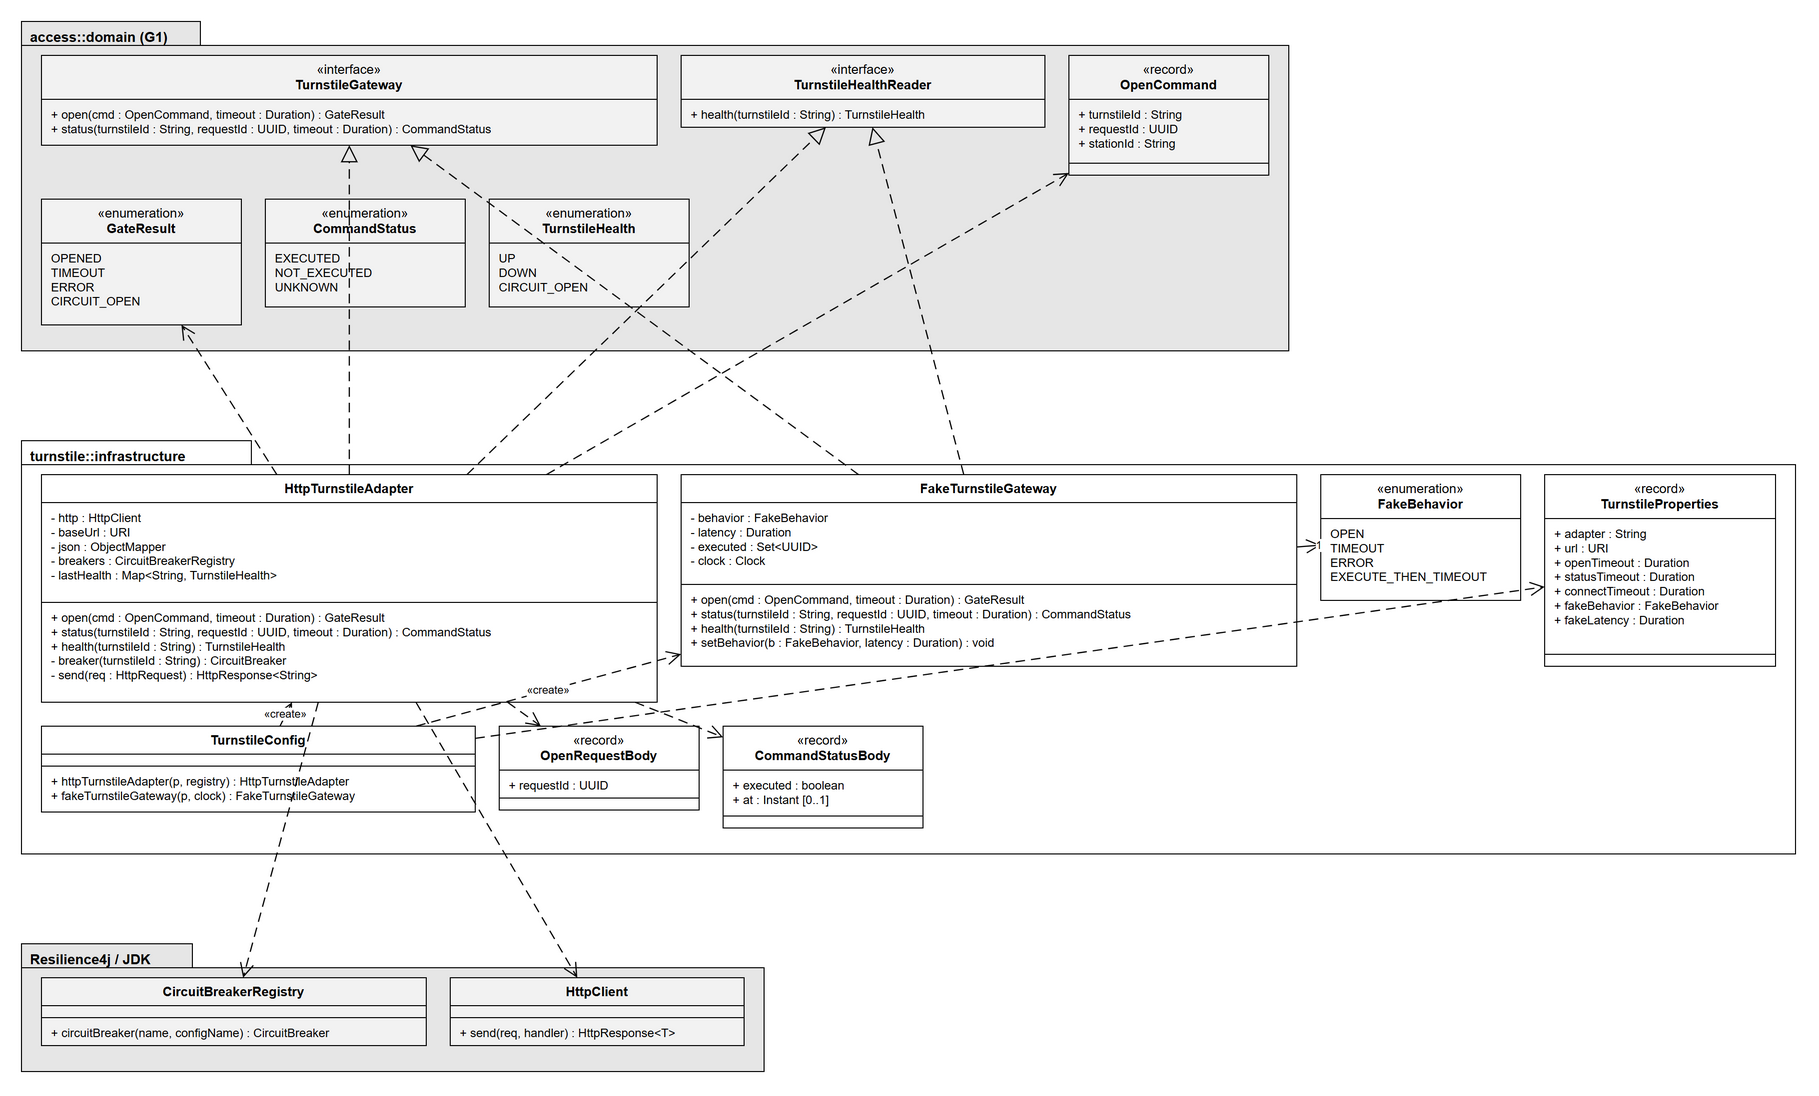 access::domain (G1)
«interface»
TurnstileGateway
+ open(cmd : OpenCommand, timeout : Duration) : GateResult
+ status(turnstileId : String, requestId : UUID, timeout : Duration) : CommandStatus
«interface»
TurnstileHealthReader
+ health(turnstileId : String) : TurnstileHealth
«record»
OpenCommand
+ turnstileId : String
+ requestId : UUID
+ stationId : String
«enumeration»
GateResult
OPENED
TIMEOUT
ERROR
CIRCUIT_OPEN
«enumeration»
CommandStatus
EXECUTED
NOT_EXECUTED
UNKNOWN
«enumeration»
TurnstileHealth
UP
DOWN
CIRCUIT_OPEN
turnstile::infrastructure
HttpTurnstileAdapter
- http : HttpClient
- baseUrl : URI
- json : ObjectMapper
- breakers : CircuitBreakerRegistry
- lastHealth : Map<String, TurnstileHealth>
+ open(cmd : OpenCommand, timeout : Duration) : GateResult
+ status(turnstileId : String, requestId : UUID, timeout : Duration) : CommandStatus
+ health(turnstileId : String) : TurnstileHealth
- breaker(turnstileId : String) : CircuitBreaker
- send(req : HttpRequest) : HttpResponse<String>
FakeTurnstileGateway
- behavior : FakeBehavior
- latency : Duration
- executed : Set<UUID>
- clock : Clock
+ open(cmd : OpenCommand, timeout : Duration) : GateResult
+ status(turnstileId : String, requestId : UUID, timeout : Duration) : CommandStatus
+ health(turnstileId : String) : TurnstileHealth
+ setBehavior(b : FakeBehavior, latency : Duration) : void
1
«enumeration»
FakeBehavior
OPEN
TIMEOUT
ERROR
EXECUTE_THEN_TIMEOUT
«record»
TurnstileProperties
+ adapter : String
+ url : URI
+ openTimeout : Duration
+ statusTimeout : Duration
+ connectTimeout : Duration
+ fakeBehavior : FakeBehavior
+ fakeLatency : Duration
«create»
«create»
TurnstileConfig
+ httpTurnstileAdapter(p, registry) : HttpTurnstileAdapter
+ fakeTurnstileGateway(p, clock) : FakeTurnstileGateway
«record»
OpenRequestBody
+ requestId : UUID
«record»
CommandStatusBody
+ executed : boolean
+ at : Instant [0..1]
Resilience4j / JDK
CircuitBreakerRegistry
+ circuitBreaker(name, configName) : CircuitBreaker
HttpClient
+ send(req, handler) : HttpResponse<T>